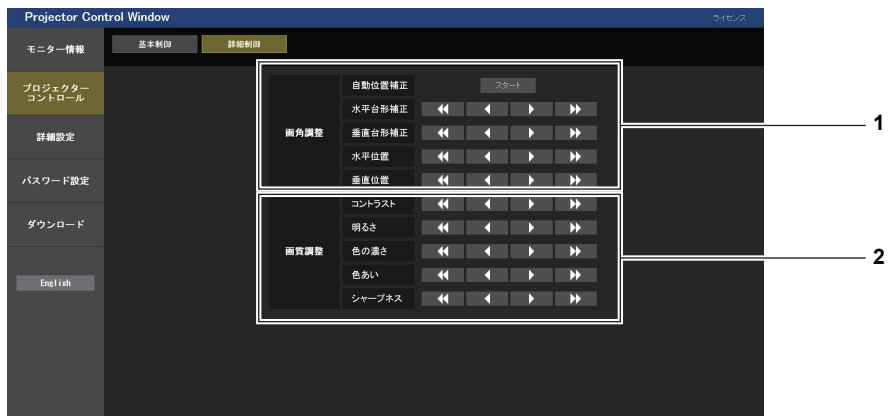 Projector Control Window
ライセンス
モニター情報
基本制御
詳細制御
プロジェクター
コントロール
詳細設定
パスワード設定
ダウンロード
English
画角調整
自動位置補正
スタート
水平台形補正
垂直台形補正
水平位置
垂直位置
1
画質調整
コントラスト
明るさ
色の濃さ
色あい
シャープネス
2